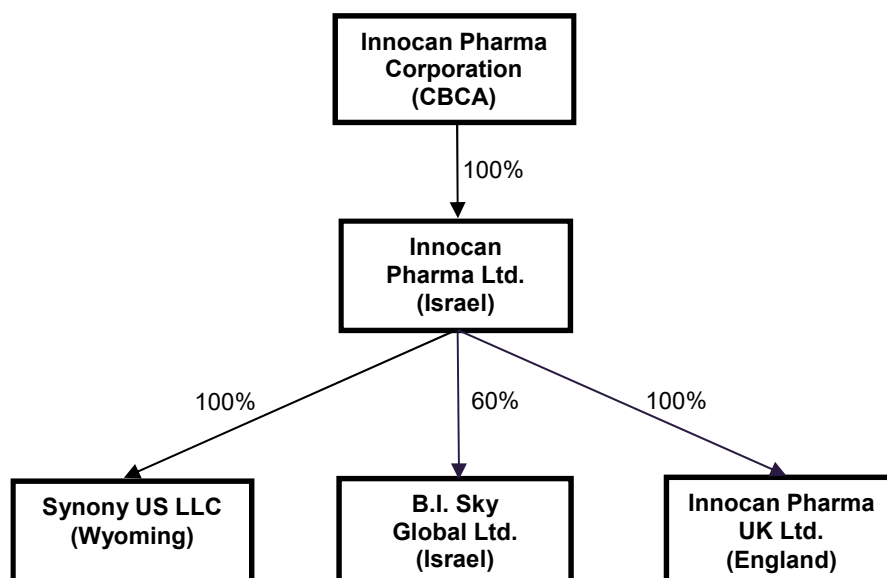 Innocan Pharma
Corporation
(CBCA)
100%
Innocan
Pharma Ltd.
(Israel)
100%
60%
100%
Synony US LLC
(Wyoming)
B.I. Sky
Global Ltd.
(Israel)
Innocan Pharma
UK Ltd.
(England)